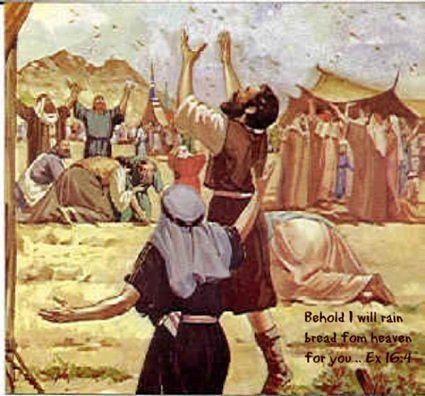 Behold I will rain
bread fom heaven
for you... Ex 16:4